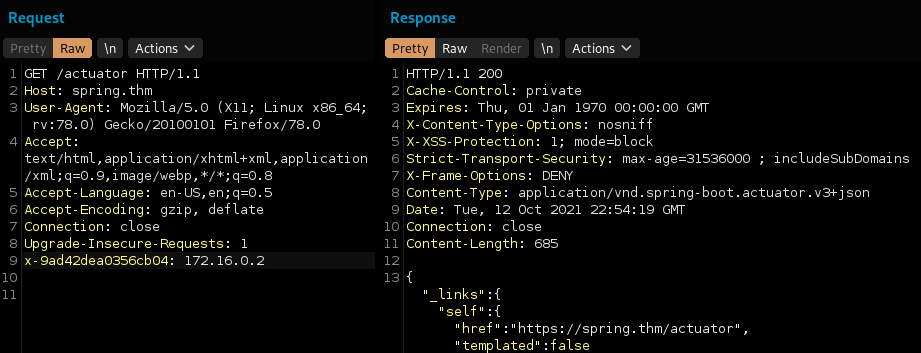 Request
Pretty Raw \n Actions
1 GET /actuator HTTP/1.1
2 Host: spring.thm
3 User-Agent: Mozilla/5.0 (X11; Linux x86_64;
rv:78.0) Gecko/20100101 Firefox/78.0
4 Accept:
text/html,application/xhtml+xml,application
/xml;q=0.9,image/webp,*/*;q=0.8
5 Accept-Language: en-US,en;q=0.5
6 Accept-Encoding: gzip, deflate
7 Connection: close
8 Upgrade-Insecure-Requests: 1
9 x-9ad42dea0356cb04: 172.16.0.2
10
11
Response
Pretty Raw Render \n Actions
1 HTTP/1.1 200
2 Cache-Control: private
3 Expires: Thu, 01 Jan 1970 00:00:00 GMT
4 X-Content-Type-Options: nosniff
5 X-XSS-Protection: 1; mode=block
6 Strict-Transport-Security: max-age=31536000 ; includeSubDomains
7 X-Frame-Options: DENY
8 Content-Type: application/vnd.spring-boot.actuator.v3+json
9 Date: Tue, 12 Oct 2021 22:54:19 GMT
10 Connection: close
11 Content-Length: 685
12
13 {
"_links":{
"self":{
"href":"https://spring.thm/actuator",
"templated":false